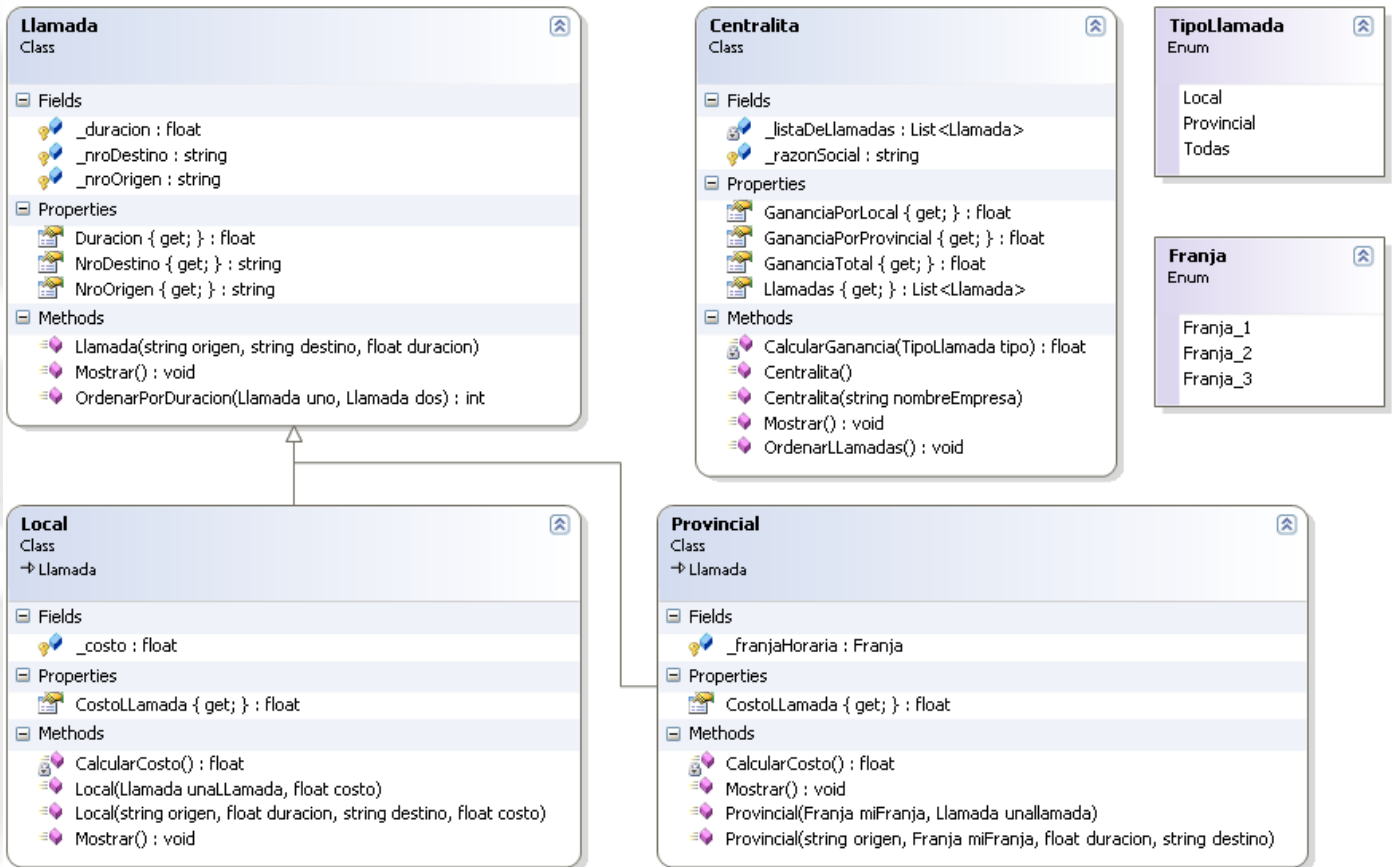 Llamada
Class
Fields
_duracion : float
_nroDestino : string
_nroOrigen : string
Properties
Duracion { get; } : float
NroDestino { get; } : string
NroOrigen { get; } : string
Methods
Llamada(string origen, string destino, float duracion)
Mostrar() : void
OrdenarPorDuracion(Llamada uno, Llamada dos) : int
Centralita
Class
Fields
_listaDeLlamadas : List<Llamada>
_razonSocial : string
Properties
GananciaPorLocal { get; } : float
GananciaPorProvincial { get; } : float
GananciaTotal { get; } : float
Llamadas { get; } : List<Llamada>
Methods
CalcularGanancia(TipoLlamada tipo) : float
Centralita()
Centralita(string nombreEmpresa)
Mostrar() : void
OrdenarLLamadas() : void
TipoLlamada
Enum
Local
Provincial
Todas
Franja
Enum
Franja_1
Franja_2
Franja_3
Local
Class
Llamada
Fields
_costo : float
Properties
CostoLLamada { get; } : float
Methods
CalcularCosto() : float
Local(Llamada unaLLamada, float costo)
Local(string origen, float duracion, string destino, float costo)
Mostrar() : void
Provincial
Class
Llamada
Fields
_franjaHoraria : Franja
Properties
CostoLLamada { get; } : float
Methods
CalcularCosto() : float
Mostrar() : void
Provincial(Franja miFranja, Llamada unallamada)
Provincial(string origen, Franja miFranja, float duracion, string destino)